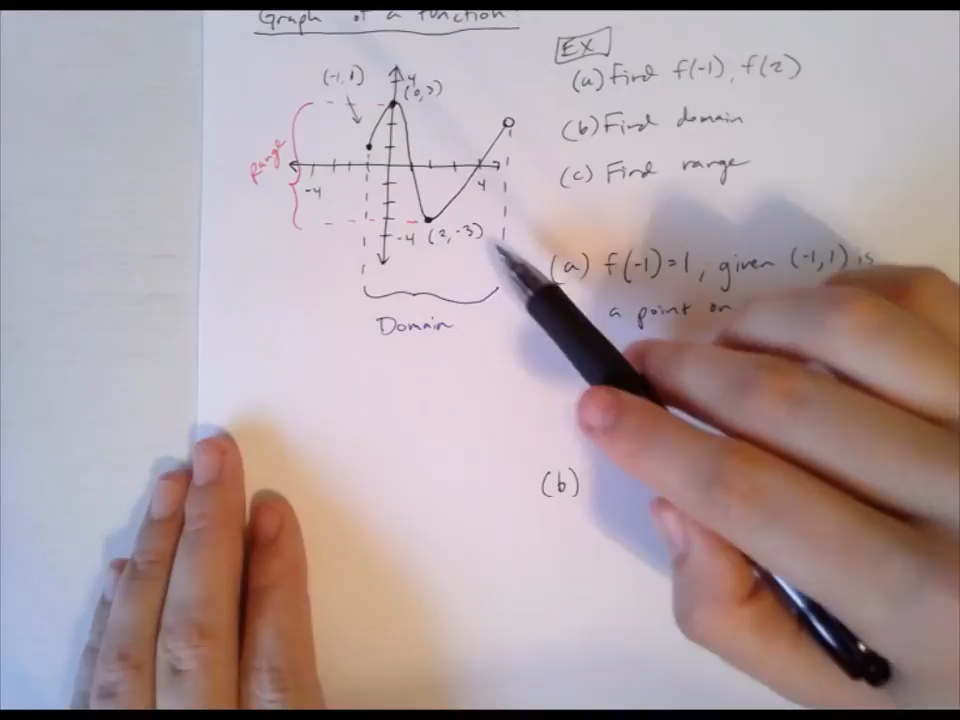 Graph of a function:
EX
(a) Find f(-1), f(2)
(b) Find domain
(c) Find range
(-1, 1)
4
(0,3)
Range
-4
4
-4 (2,-3)
Domain
(a) f(-1)=1, given (-1,1) is
a point on
(b)